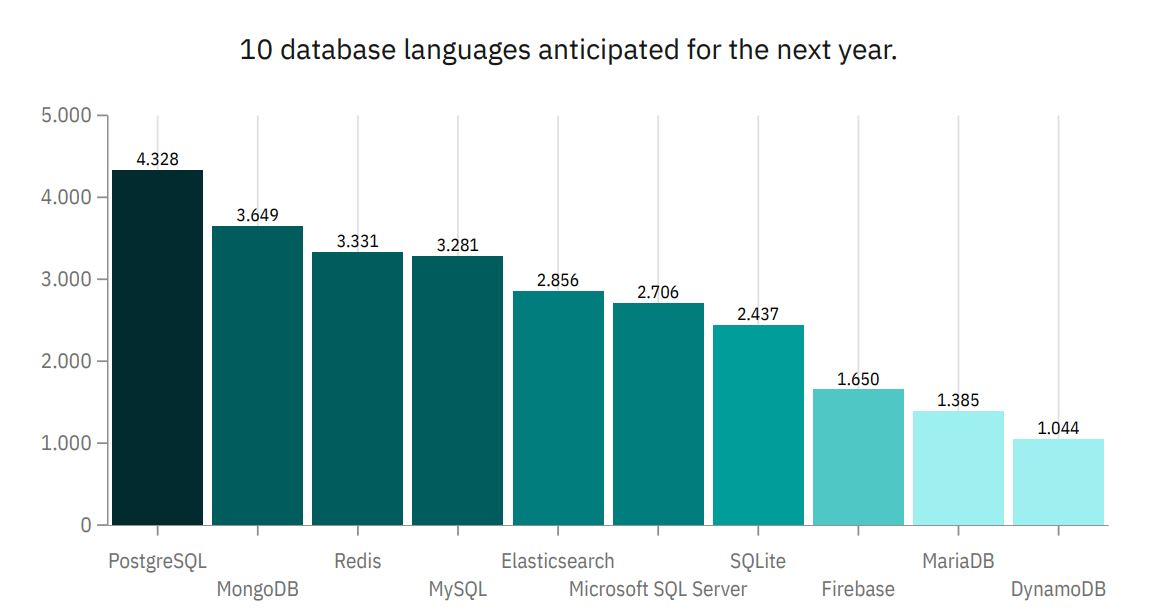 10 database languages anticipated for the next year.
5.000
4.000
3.000
2.000
1.000
0
4.328
3.649
3.331
3.281
2.856
2.706
2.437
1.650
1.385
1.044
PostgreSQL
MongoDB
Redis
MySQL
Elasticsearch
Microsoft SQL Server
SQLite
Firebase
MariaDB
DynamoDB